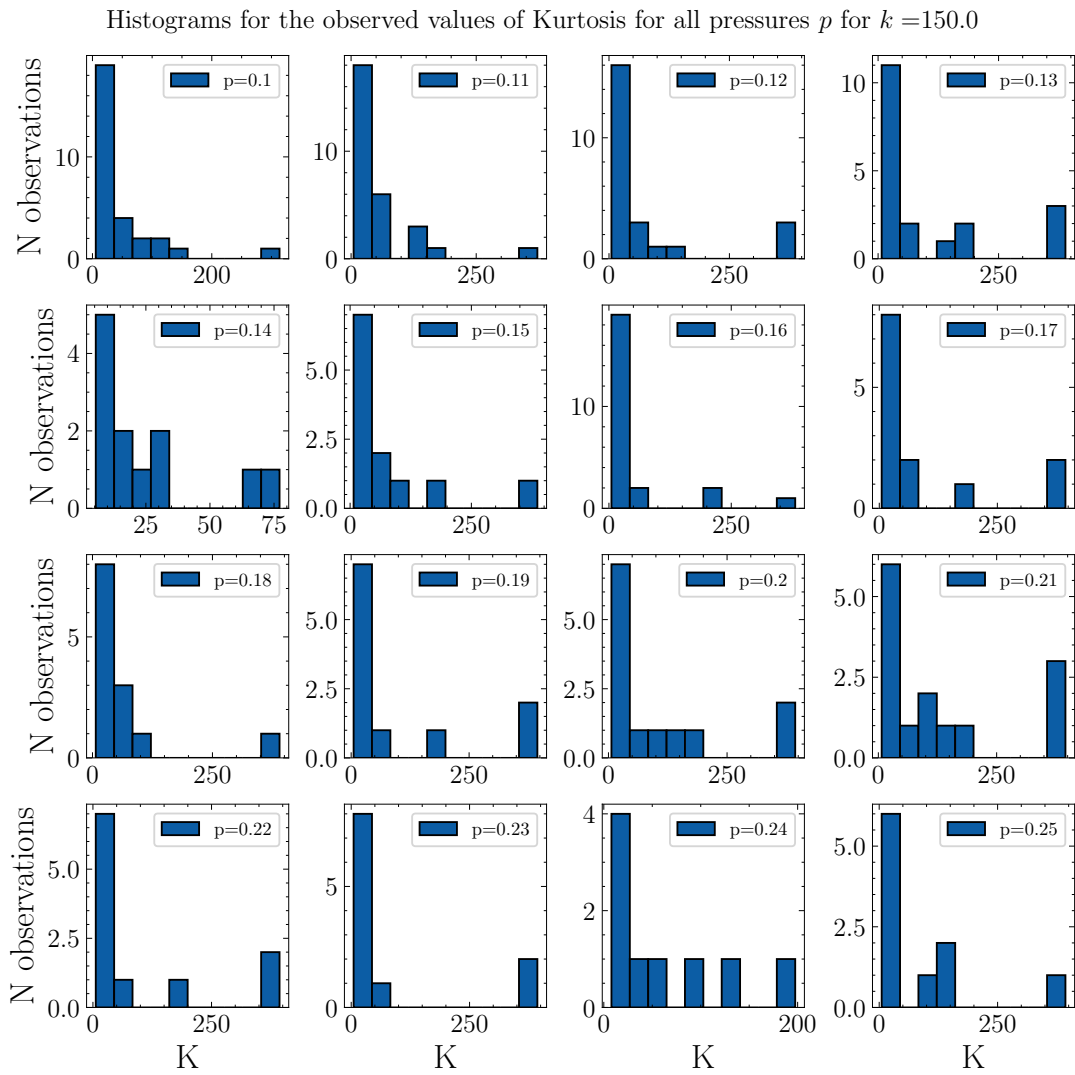 Histograms for the observed values of Kurtosis for all pressures p for k =150.0
N observations
p=0.1
p=0.11
p=0.12
p=0.13
10
0
0
200
10
0
250
10
0
0
250
10
5
0
0
250
N observations
p=0.14
p=0.15
p=0.16
p=0.17
4
2
0
25
50
75
5.0
2.5
0.0
0
250
10
0
0
250
5
0
0
250
N observations
p=0.18
p=0.19
p=0.2
p=0.21
5
0
0
250
5.0
2.5
0.0
0
250
5.0
2.5
0.0
0
250
5.0
2.5
0.0
0
250
N observations
p=0.22
p=0.23
p=0.24
p=0.25
5.0
2.5
0.0
0
250
5
0
0
250
4
2
0
0
200
5.0
2.5
0.0
0
250
K
K
K
K